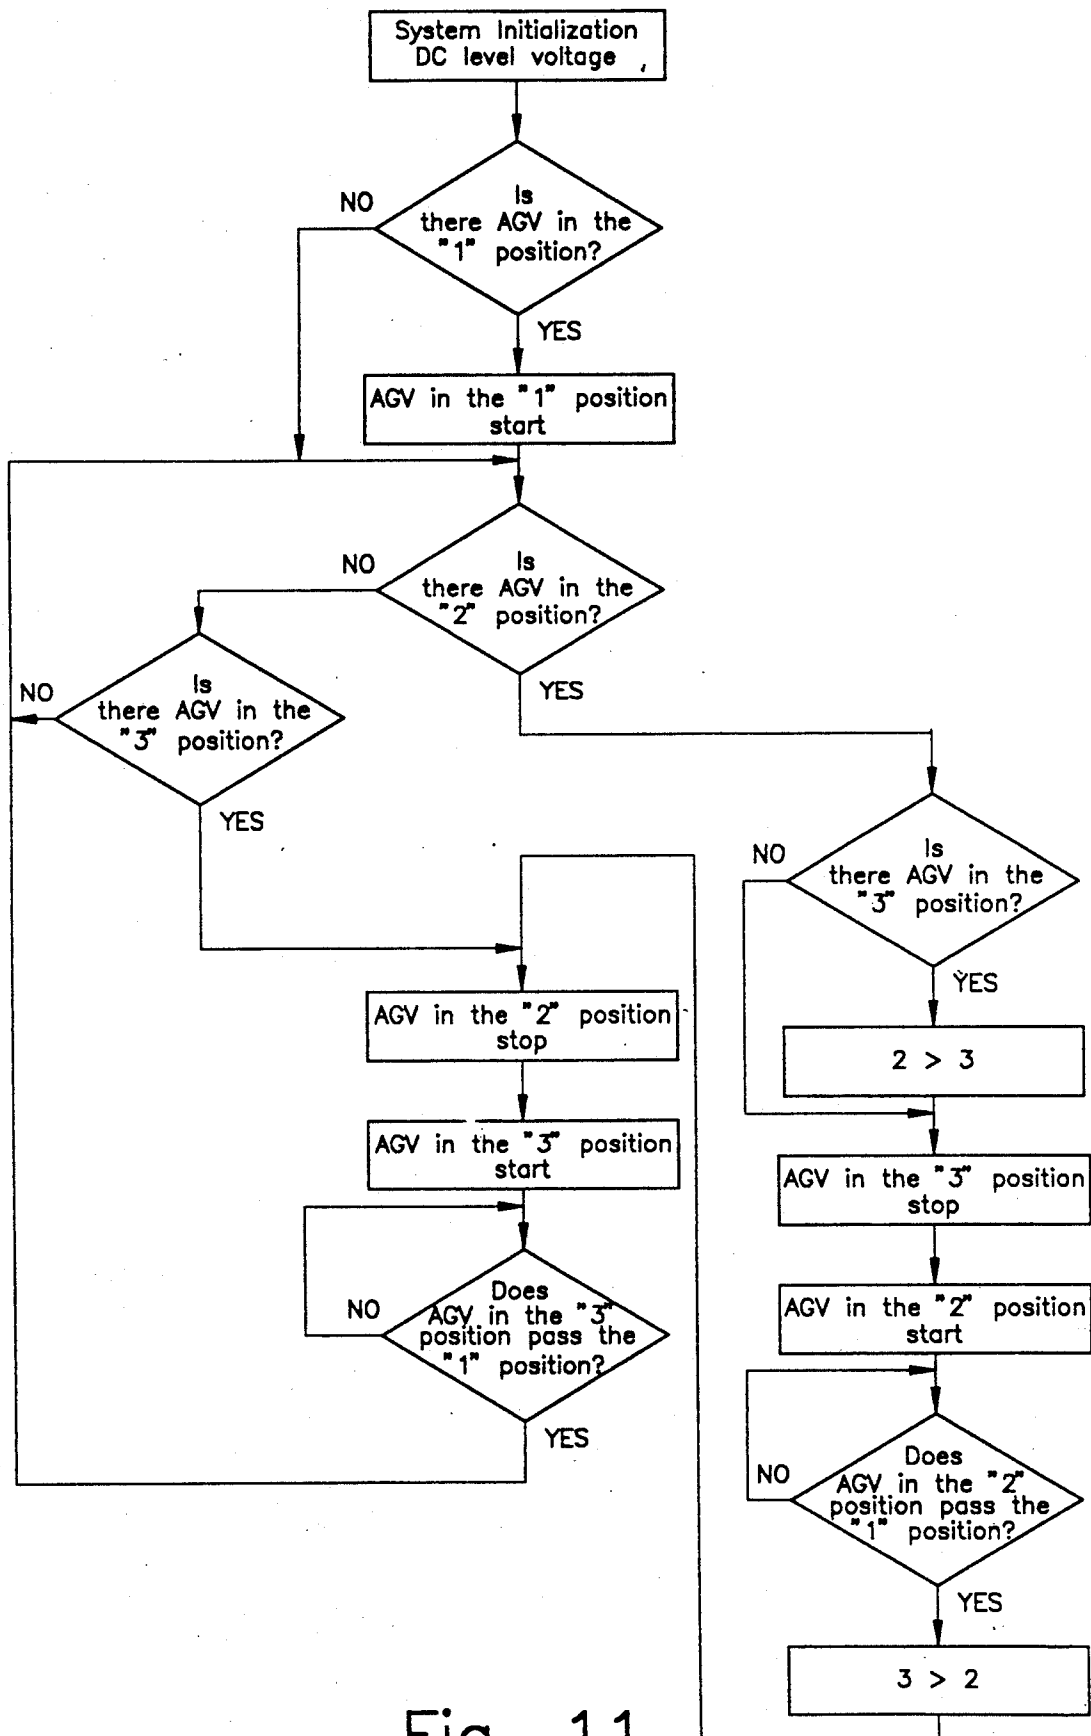 System Initialization
DC level voltage
Is
there AGV in the
"1" position?
NO
YES
AGV in the "1" position
start
Is
there AGV in the
"2" position?
NO
YES
Is
there AGV in the
"3" position?
NO
YES
Is
there AGV in the
"3" position?
NO
YES
2 > 3
AGV in the "2" position
stop
AGV in the "3" position
start
Does
AGV in the "3"
position pass the
"1" position?
NO
YES
AGV in the "3" position
stop
AGV in the "2" position
start
Does
AGV in the "2"
position pass the
"1" position?
NO
YES
3 > 2
Fig. 11